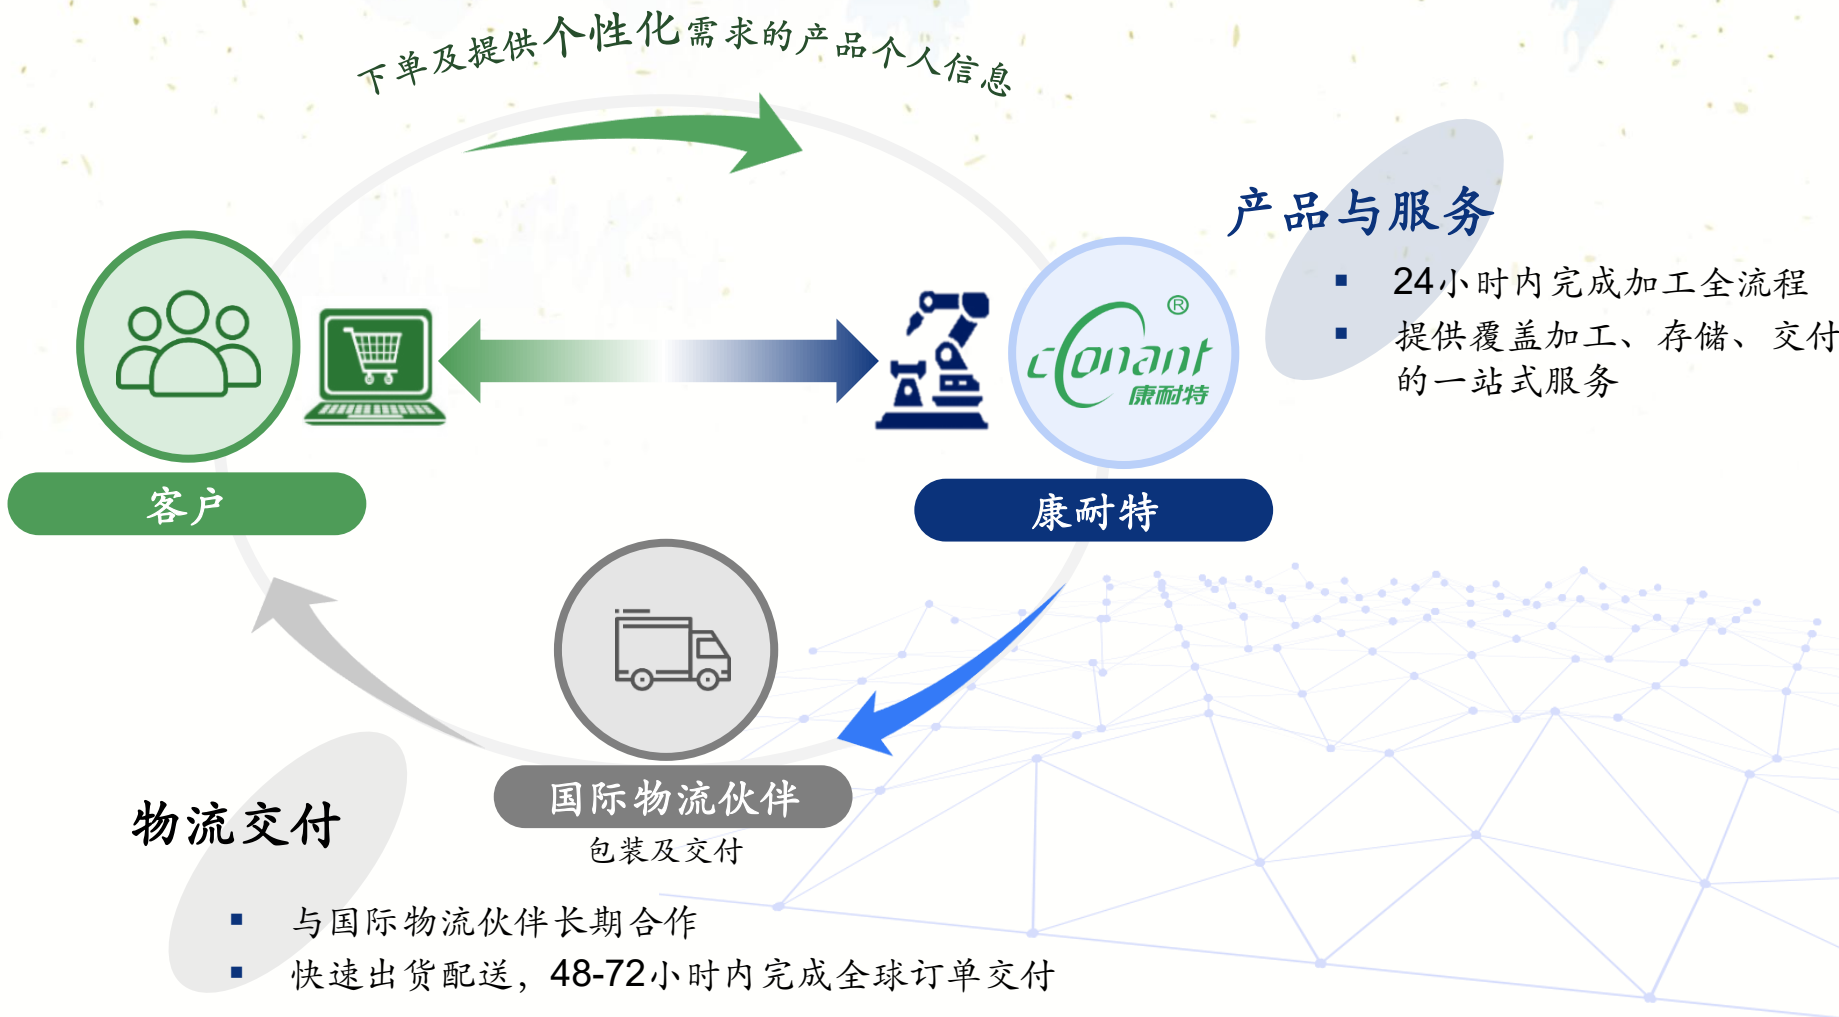 下单及提供个性化需求的产品个人信息
产品与服务
▪ 24小时内完成加工全流程
▪ 提供覆盖加工、存储、交付
的一站式服务
conant®
康耐特
客户
康耐特
国际物流伙伴
包装及交付
物流交付
▪ 与国际物流伙伴长期合作
▪ 快速出货配送，48-72小时内完成全球订单交付